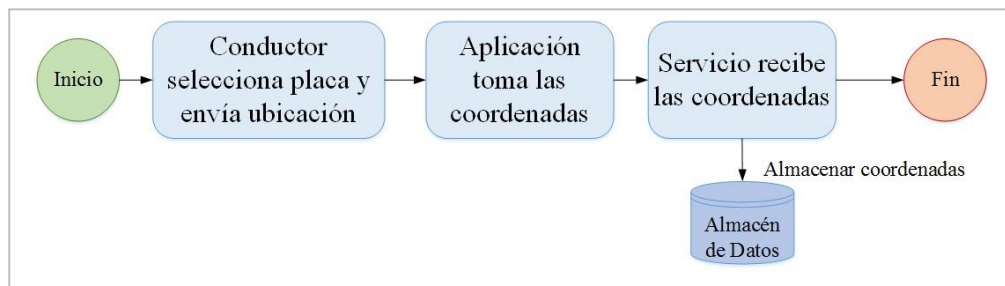 Inicio
Conductor
selecciona placa y
envía ubicación
Aplicación
toma las
coordenadas
Servicio recibe
las coordenadas
Fin
Almacenar coordenadas
Almacén
de Datos